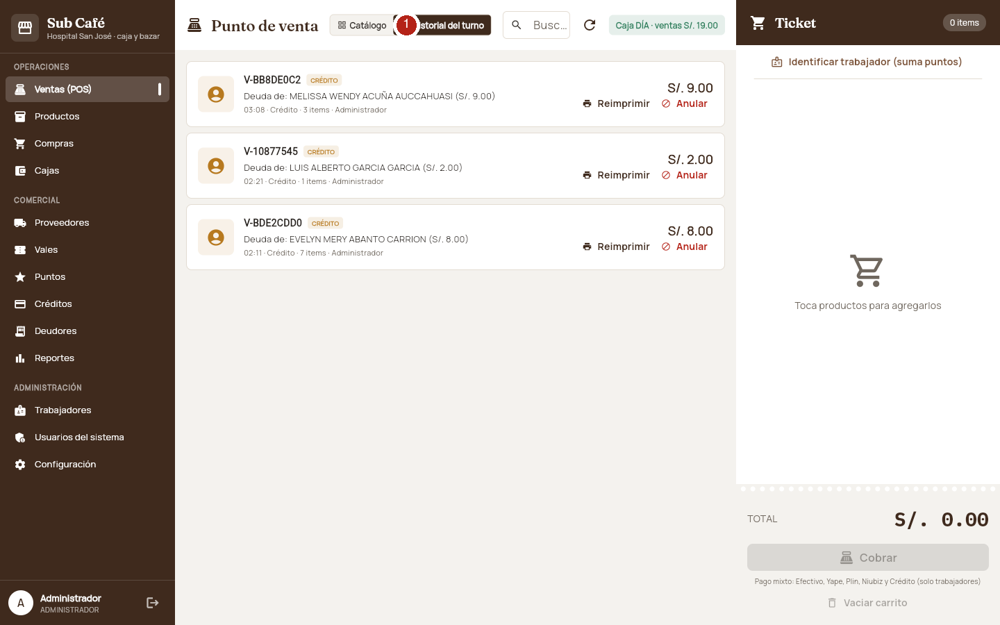 Sub Café
Hospital San José · caja y bazar
OPERACIONES
Ventas (POS)
Productos
Compras
Cajas
COMERCIAL
Proveedores
Vales
Puntos
Créditos
Deudores
Reportes
ADMINISTRACIÓN
Trabajadores
Usuarios del sistema
Configuración
A
Administrador
ADMINISTRADOR
Punto de venta
Catálogo
1
storial del turno
Busc...
Caja DÍA · ventas S/. 19.00
V-BB8DE0C2 CRÉDITO
Deuda de: MELISSA WENDY ACUÑA AUCCAHUASI (S/. 9.00)
03:08 · Crédito · 3 items · Administrador
S/. 9.00
Reimprimir Anular
V-10877545 CRÉDITO
Deuda de: LUIS ALBERTO GARCIA GARCIA (S/. 2.00)
02:21 · Crédito · 1 items · Administrador
S/. 2.00
Reimprimir Anular
V-BDE2CDD0 CRÉDITO
Deuda de: EVELYN MERY ABANTO CARRION (S/. 8.00)
02:11 · Crédito · 7 items · Administrador
S/. 8.00
Reimprimir Anular
Ticket
0 items
Identificar trabajador (suma puntos)
Toca productos para agregarlos
TOTAL
S/. 0.00
Cobrar
Pago mixto: Efectivo, Yape, Plin, Niubiz y Crédito (solo trabajadores)
Vaciar carrito